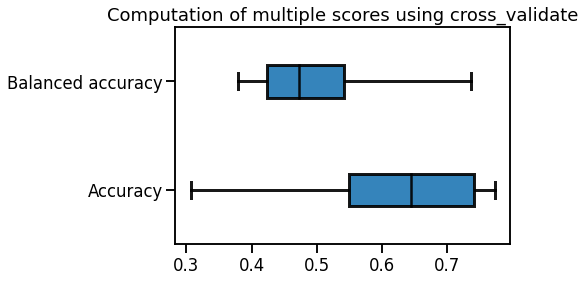 Computation of multiple scores using cross_validate
Balanced accuracy
Accuracy
0.3 0.4 0.5 0.6 0.7